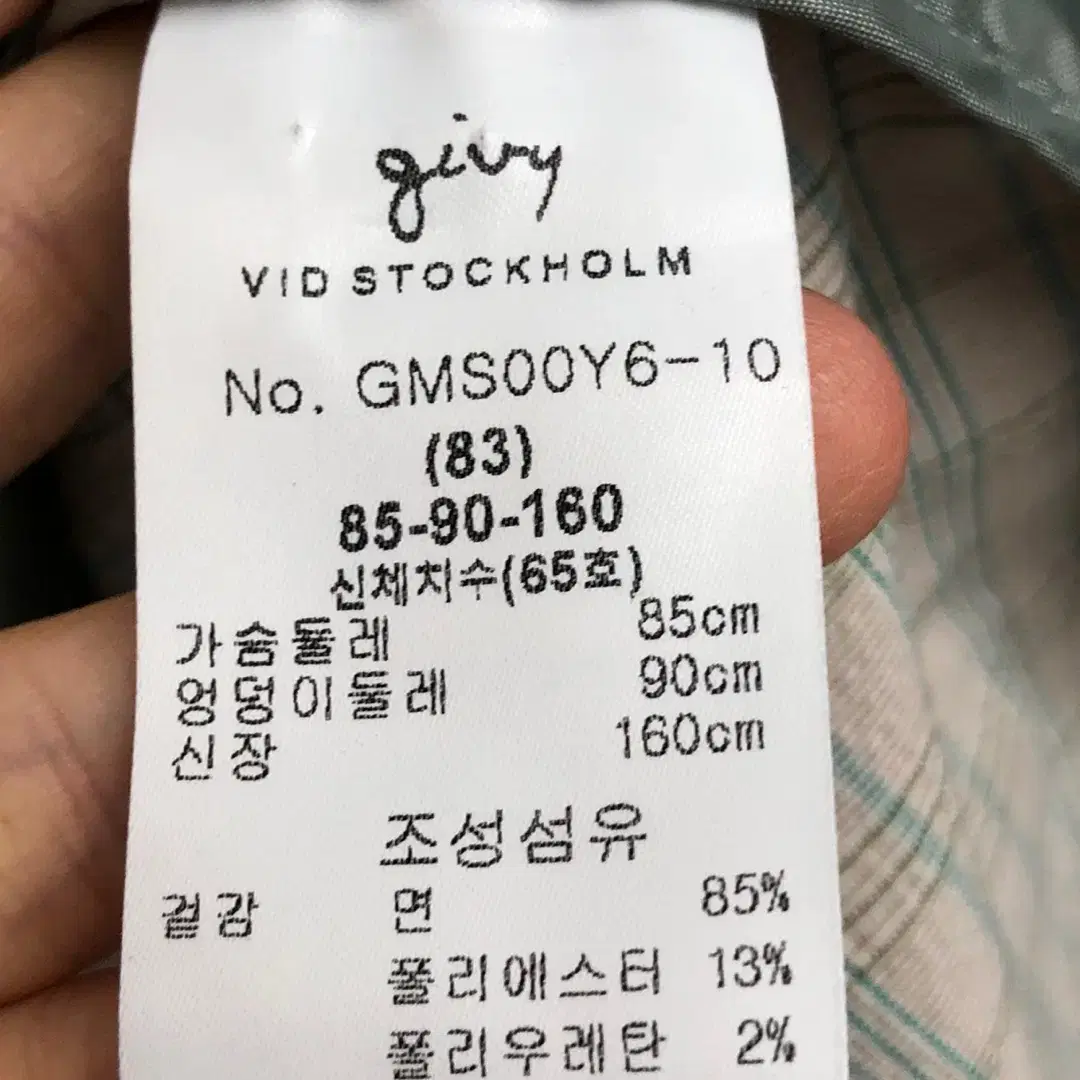 givy
VID STOCKHOLM
No. GMS00Y6-10
(83)
85-90-160
신체치수(65호)
가슴둘레 85cm
엉덩이둘레 90cm
신장 160cm
조성섬유
겉감 면 85%
폴리에스터 13%
폴리우레탄 2%